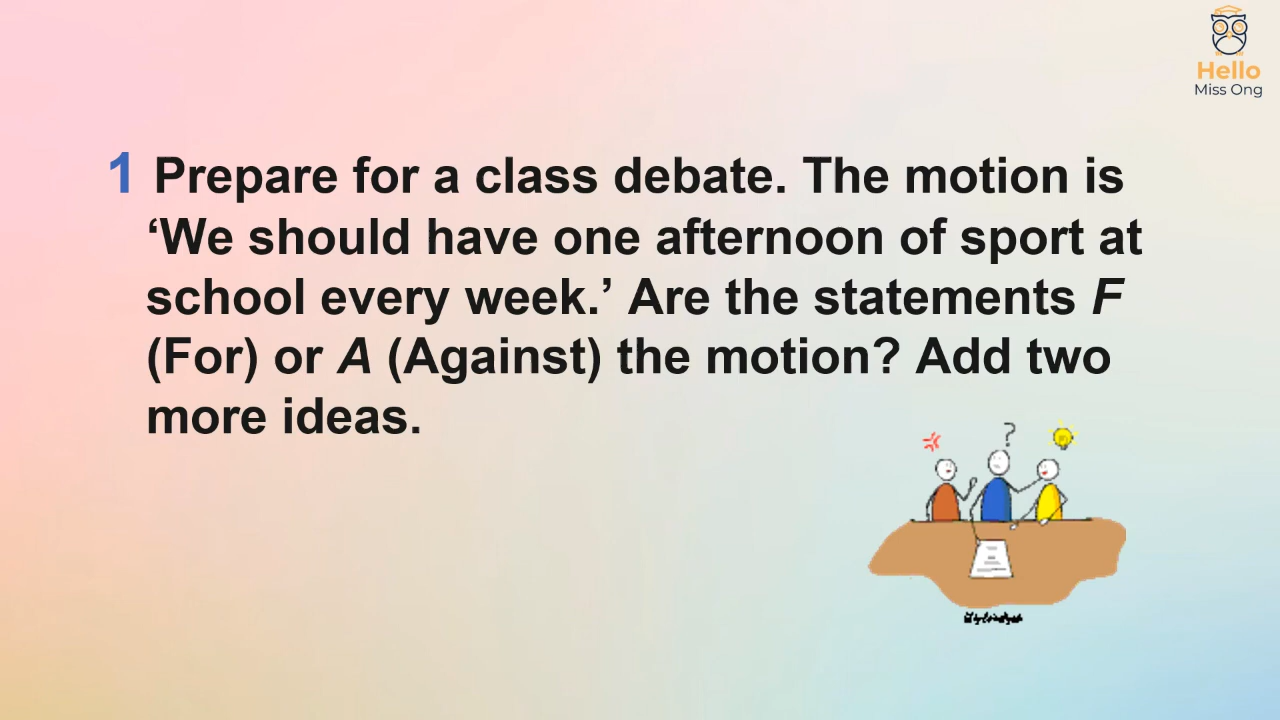 Hello
Miss Ong
1 Prepare for a class debate. The motion is
‘We should have one afternoon of sport at
school every week.’ Are the statements F
(For) or A (Against) the motion? Add two
more ideas.
?